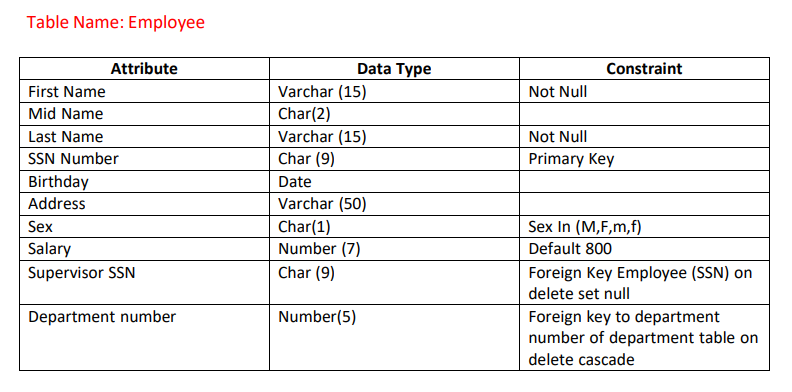 Table Name: Employee
Attribute Data Type Constraint
First Name Varchar (15) Not Null
Mid Name Char(2)
Last Name Varchar (15) Not Null
SSN Number Char (9) Primary Key
Birthday Date
Address Varchar (50)
Sex Char(1) Sex In (M,F,m,f)
Salary Number (7) Default 800
Supervisor SSN Char (9) Foreign Key Employee (SSN) on
delete set null
Department number Number(5) Foreign key to department
number of department table on
delete cascade